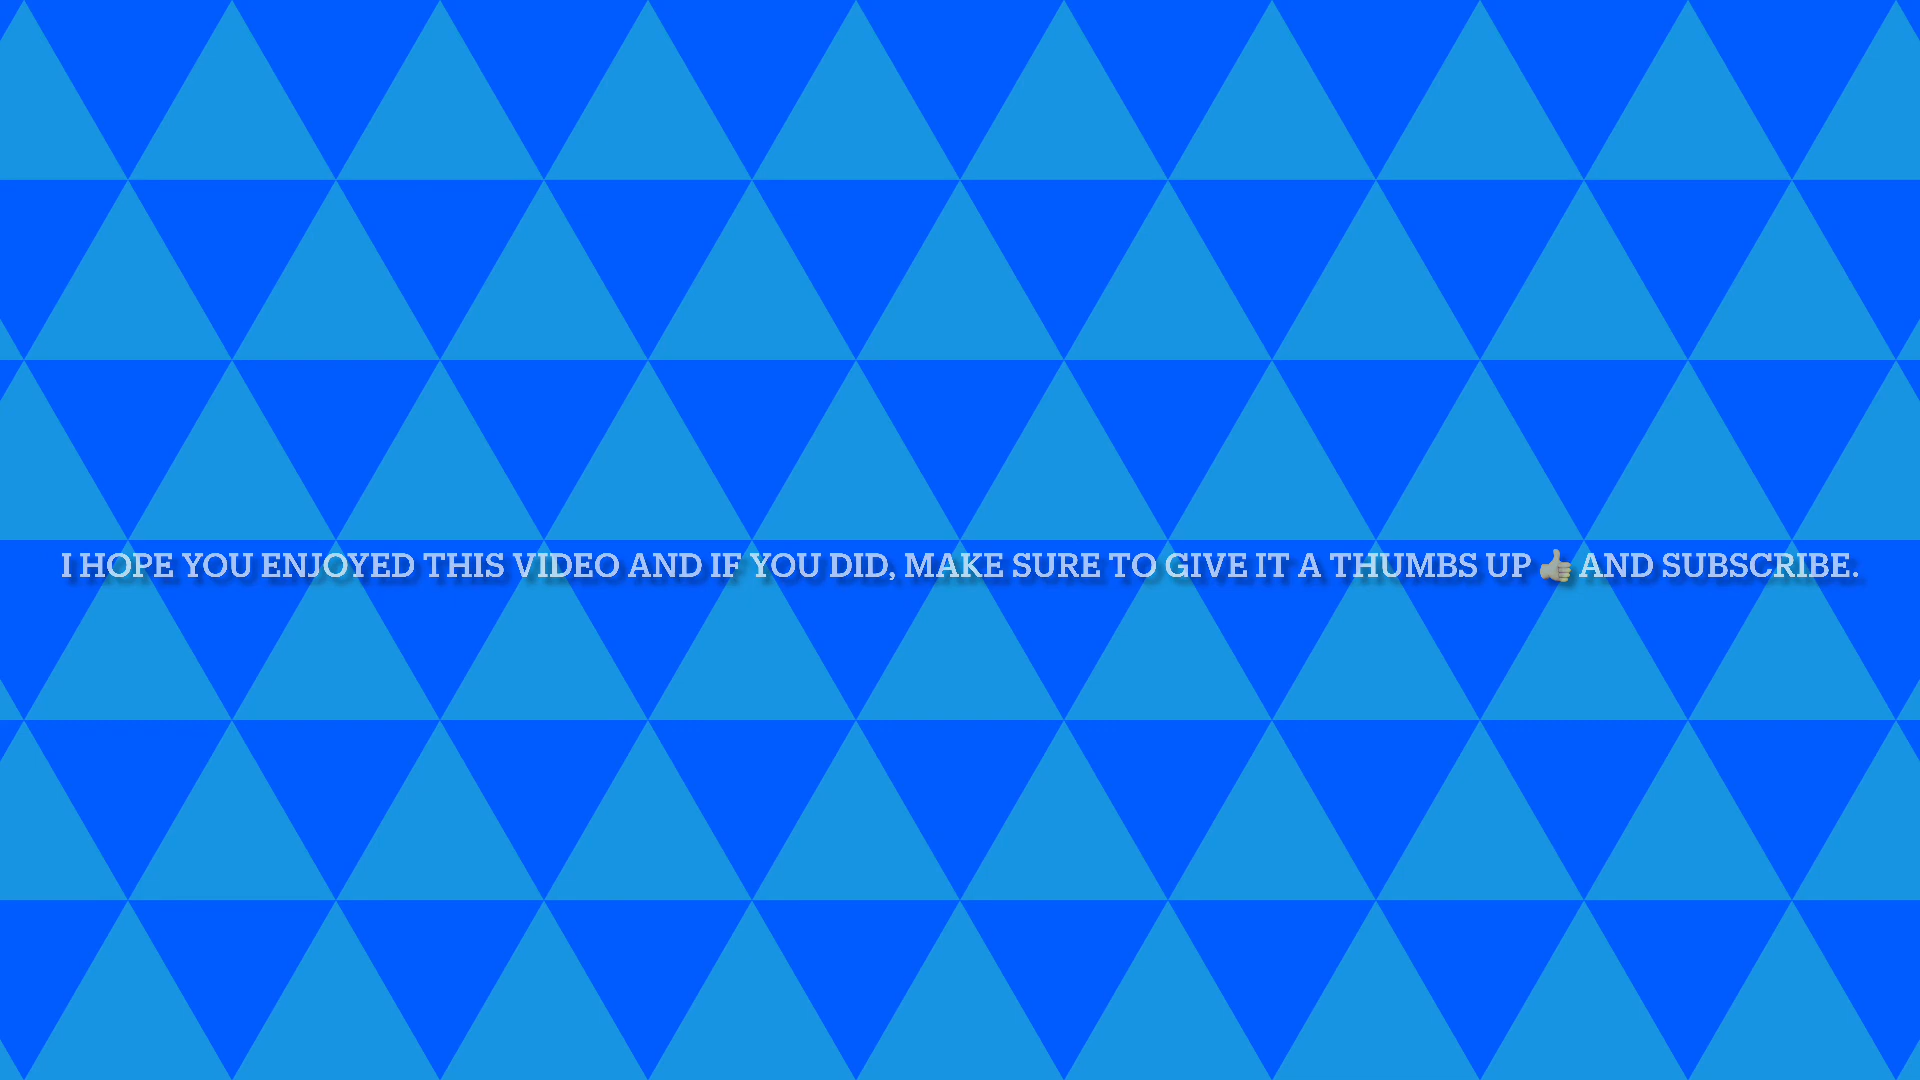 I HOPE YOU ENJOYED THIS VIDEO AND IF YOU DID, MAKE SURE TO GIVE IT A THUMBS UP 👍🏼 AND SUBSCRIBE.